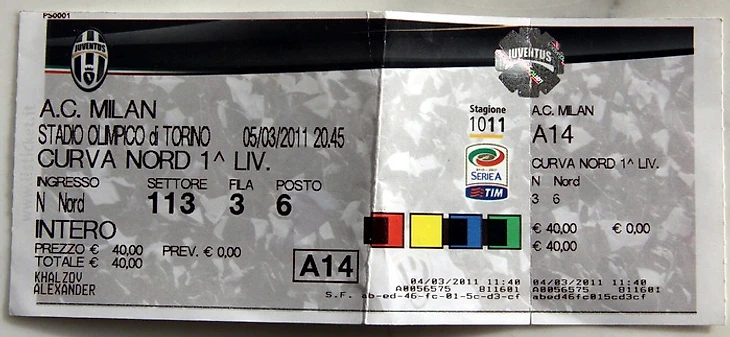 PS0001
JUVENTUS
A.C. MILAN
STADIO OLIMPICO di TORINO 05/03/2011 20.45
CURVA NORD 1^ LIV.
INGRESSO SETTORE FILA POSTO
N Nord 113 3 6
INTERO
PREZZO € 40,00 PREV. € 0,00
TOTALE € 40,00
KHALZOV
ALEXANDER
A14
04/03/2011 11:40
A0056575 811601
S.F. ab-ed-46-fc-01-5c-d3-cf
JUVENTUS
Stagione
1011
SERIE A
TIM
A.C. MILAN
A14
CURVA NORD 1^ LIV.
N Nord
3 6
€ 40,00 € 0,00
€ 40,00
04/03/2011 11:40
A0056575 811601
abed46fc015cd3cf